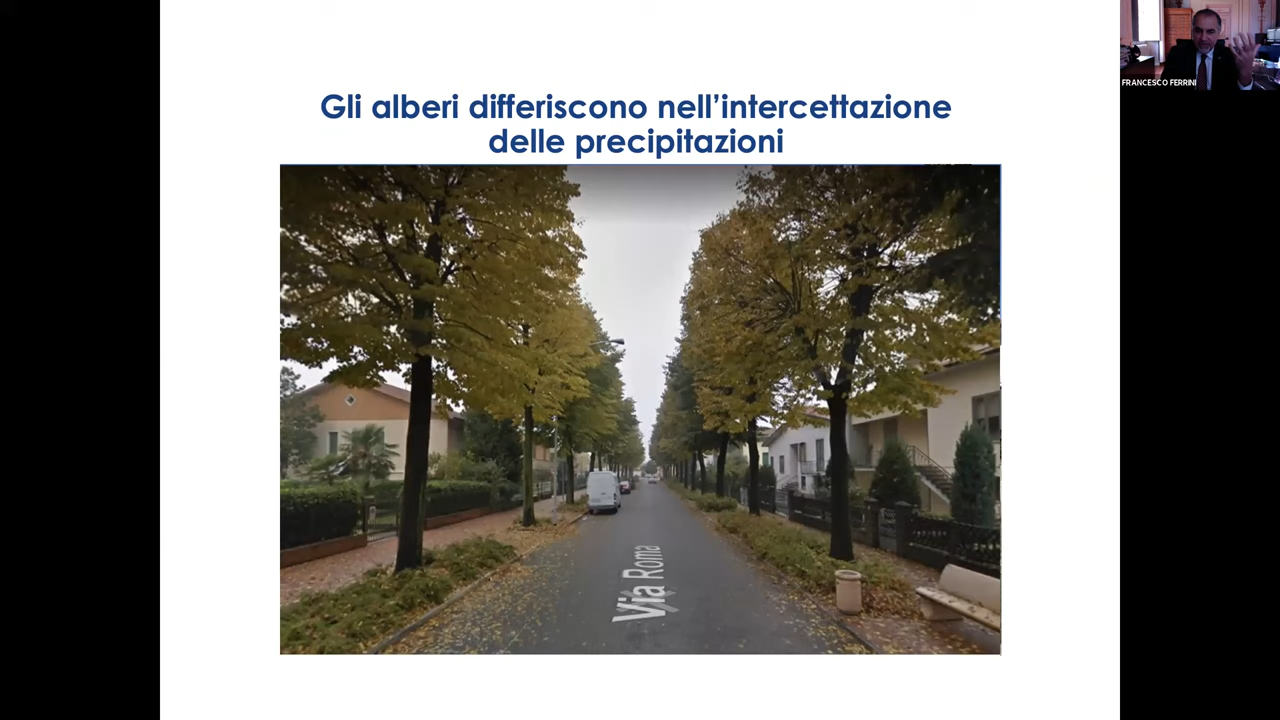 FRANCESCO FERRINI
Gli alberi differiscono nell'intercettazione
delle precipitazioni
Via Roma